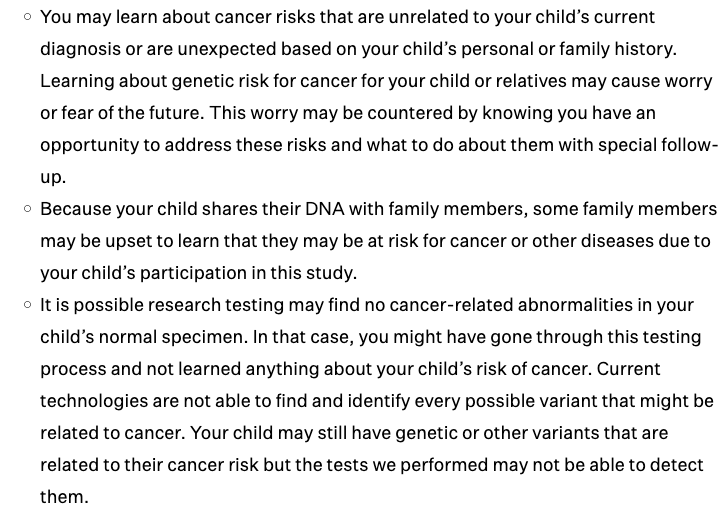 ○ You may learn about cancer risks that are unrelated to your child’s current
diagnosis or are unexpected based on your child’s personal or family history.
Learning about genetic risk for cancer for your child or relatives may cause worry
or fear of the future. This worry may be countered by knowing you have an
opportunity to address these risks and what to do about them with special follow-
up.
○ Because your child shares their DNA with family members, some family members
may be upset to learn that they may be at risk for cancer or other diseases due to
your child’s participation in this study.
○ It is possible research testing may find no cancer-related abnormalities in your
child’s normal specimen. In that case, you might have gone through this testing
process and not learned anything about your child’s risk of cancer. Current
technologies are not able to find and identify every possible variant that might be
related to cancer. Your child may still have genetic or other variants that are
related to their cancer risk but the tests we performed may not be able to detect
them.